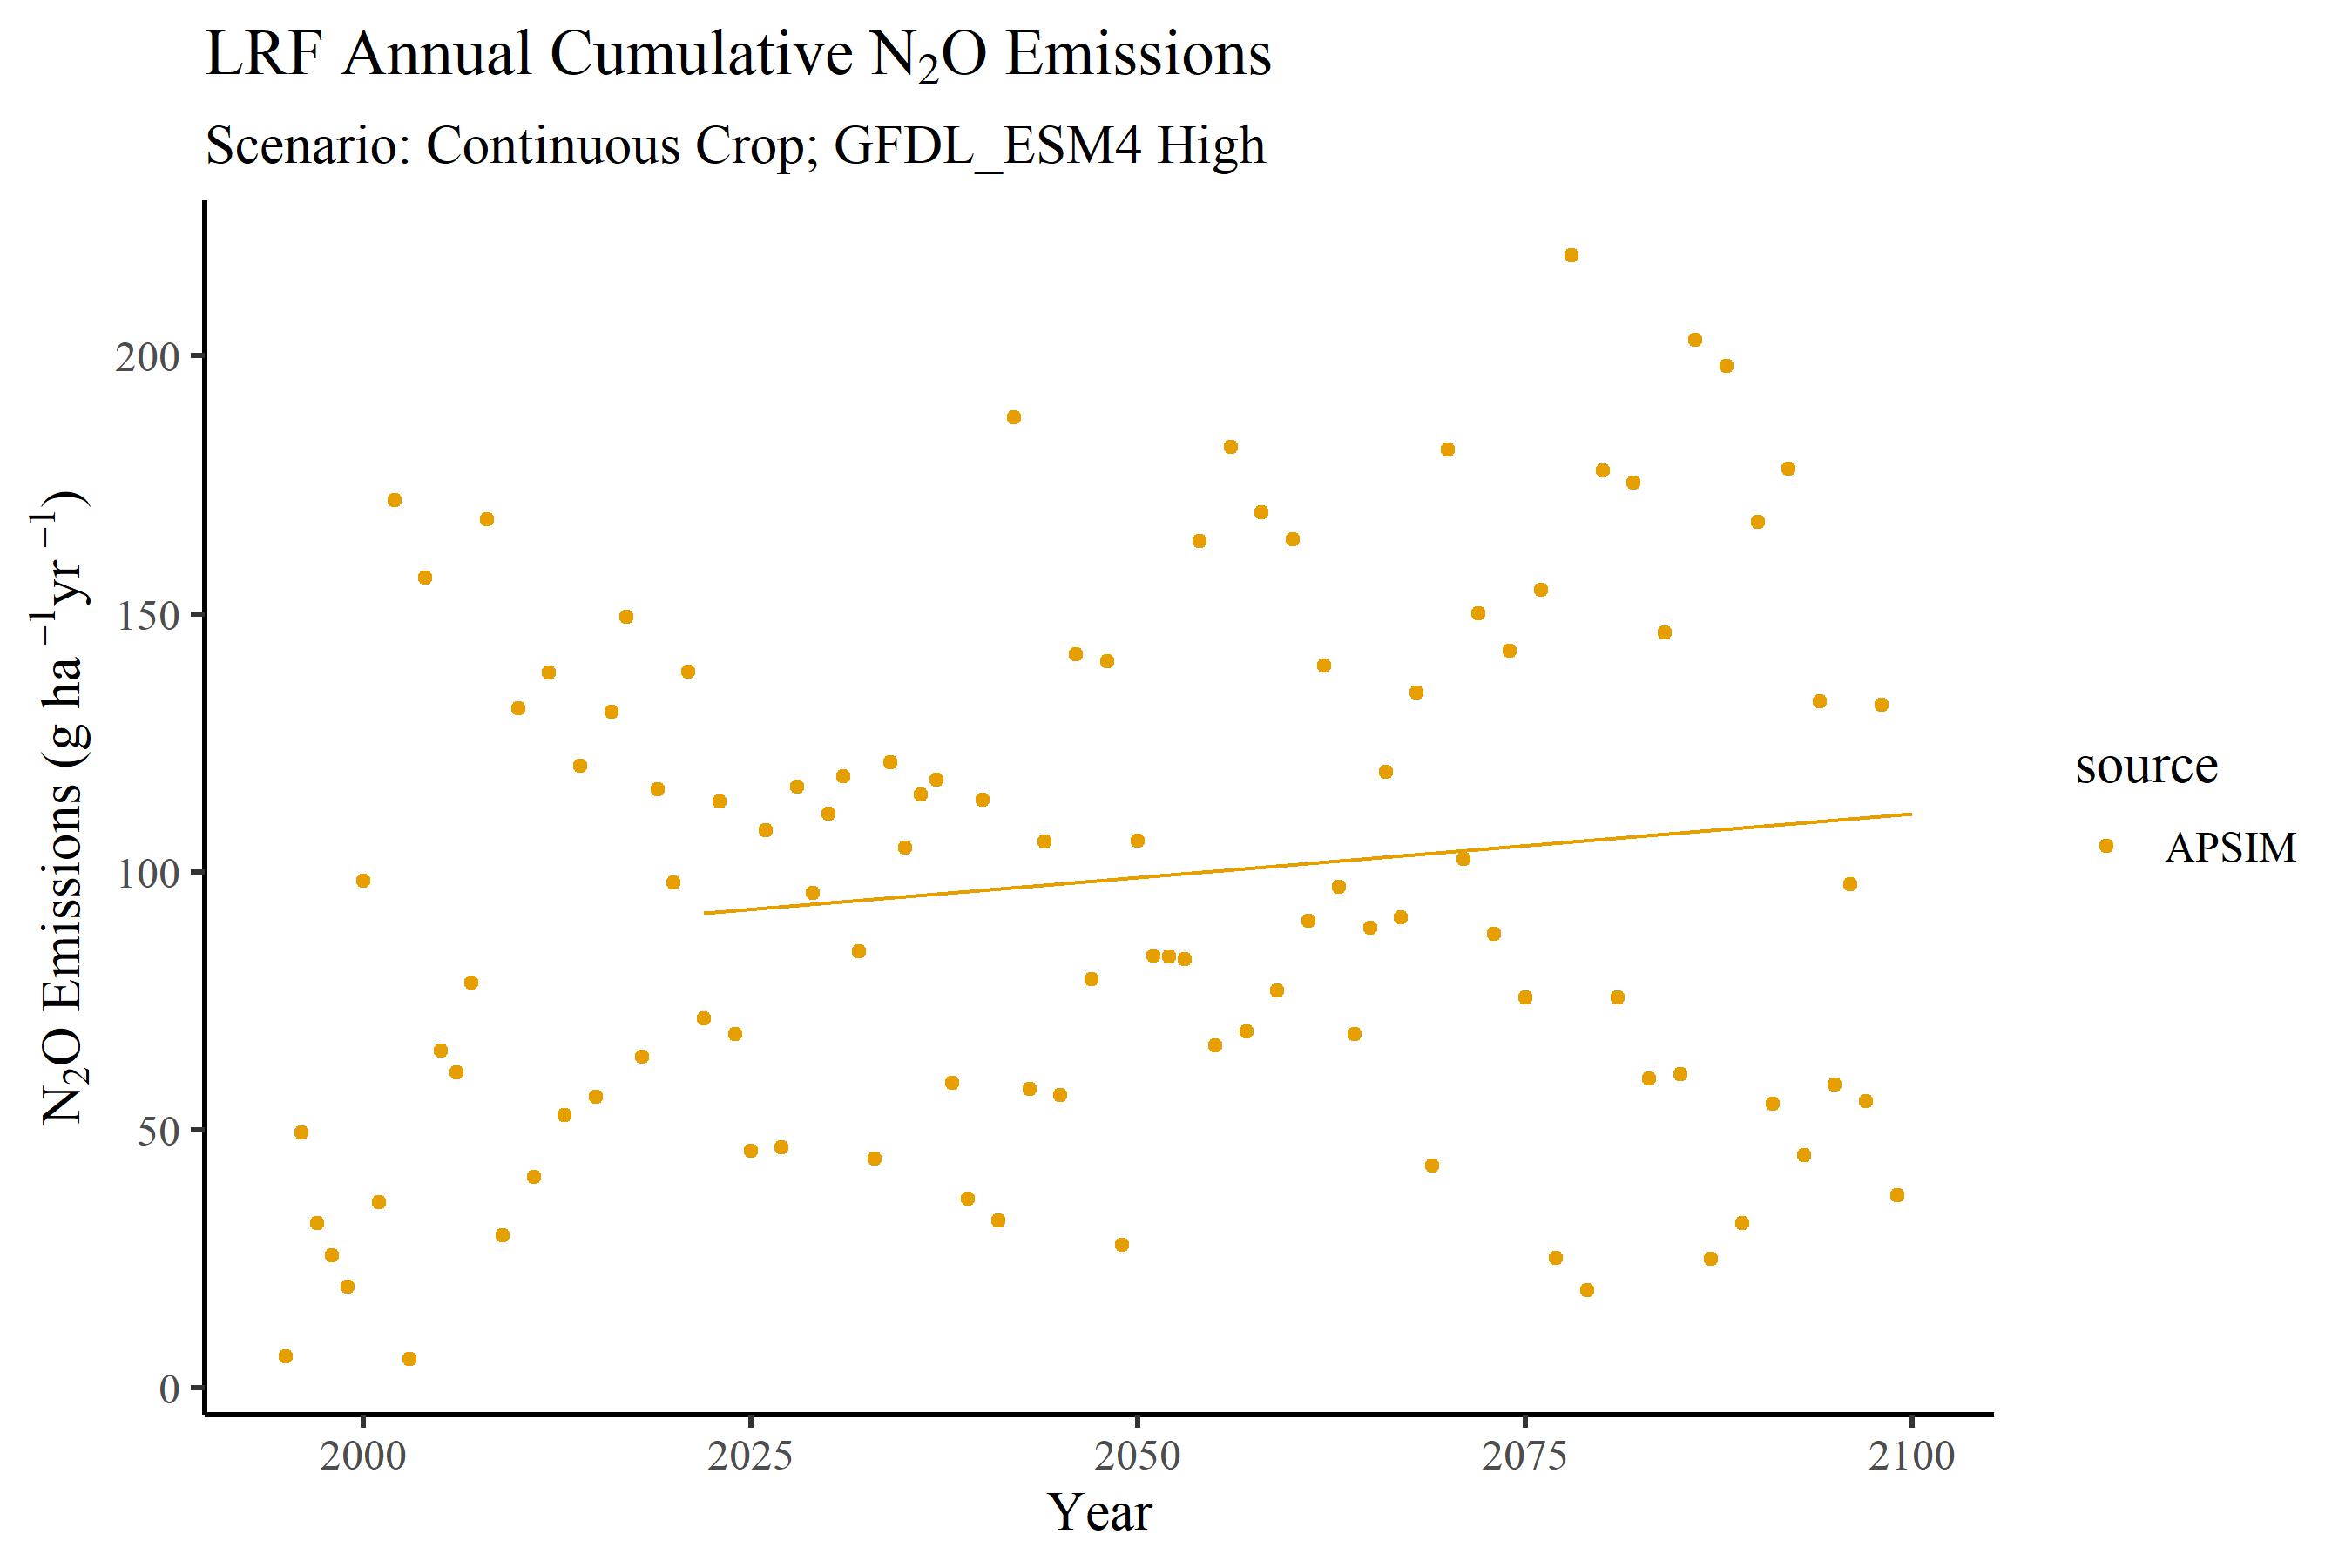 LRF Annual Cumulative N₂O Emissions
Scenario: Continuous Crop; GFDL_ESM4 High
N₂O Emissions (g ha ⁻¹yr ⁻¹)
200
150
100
50
0
2000 2025 2050 2075 2100
Year
source
APSIM